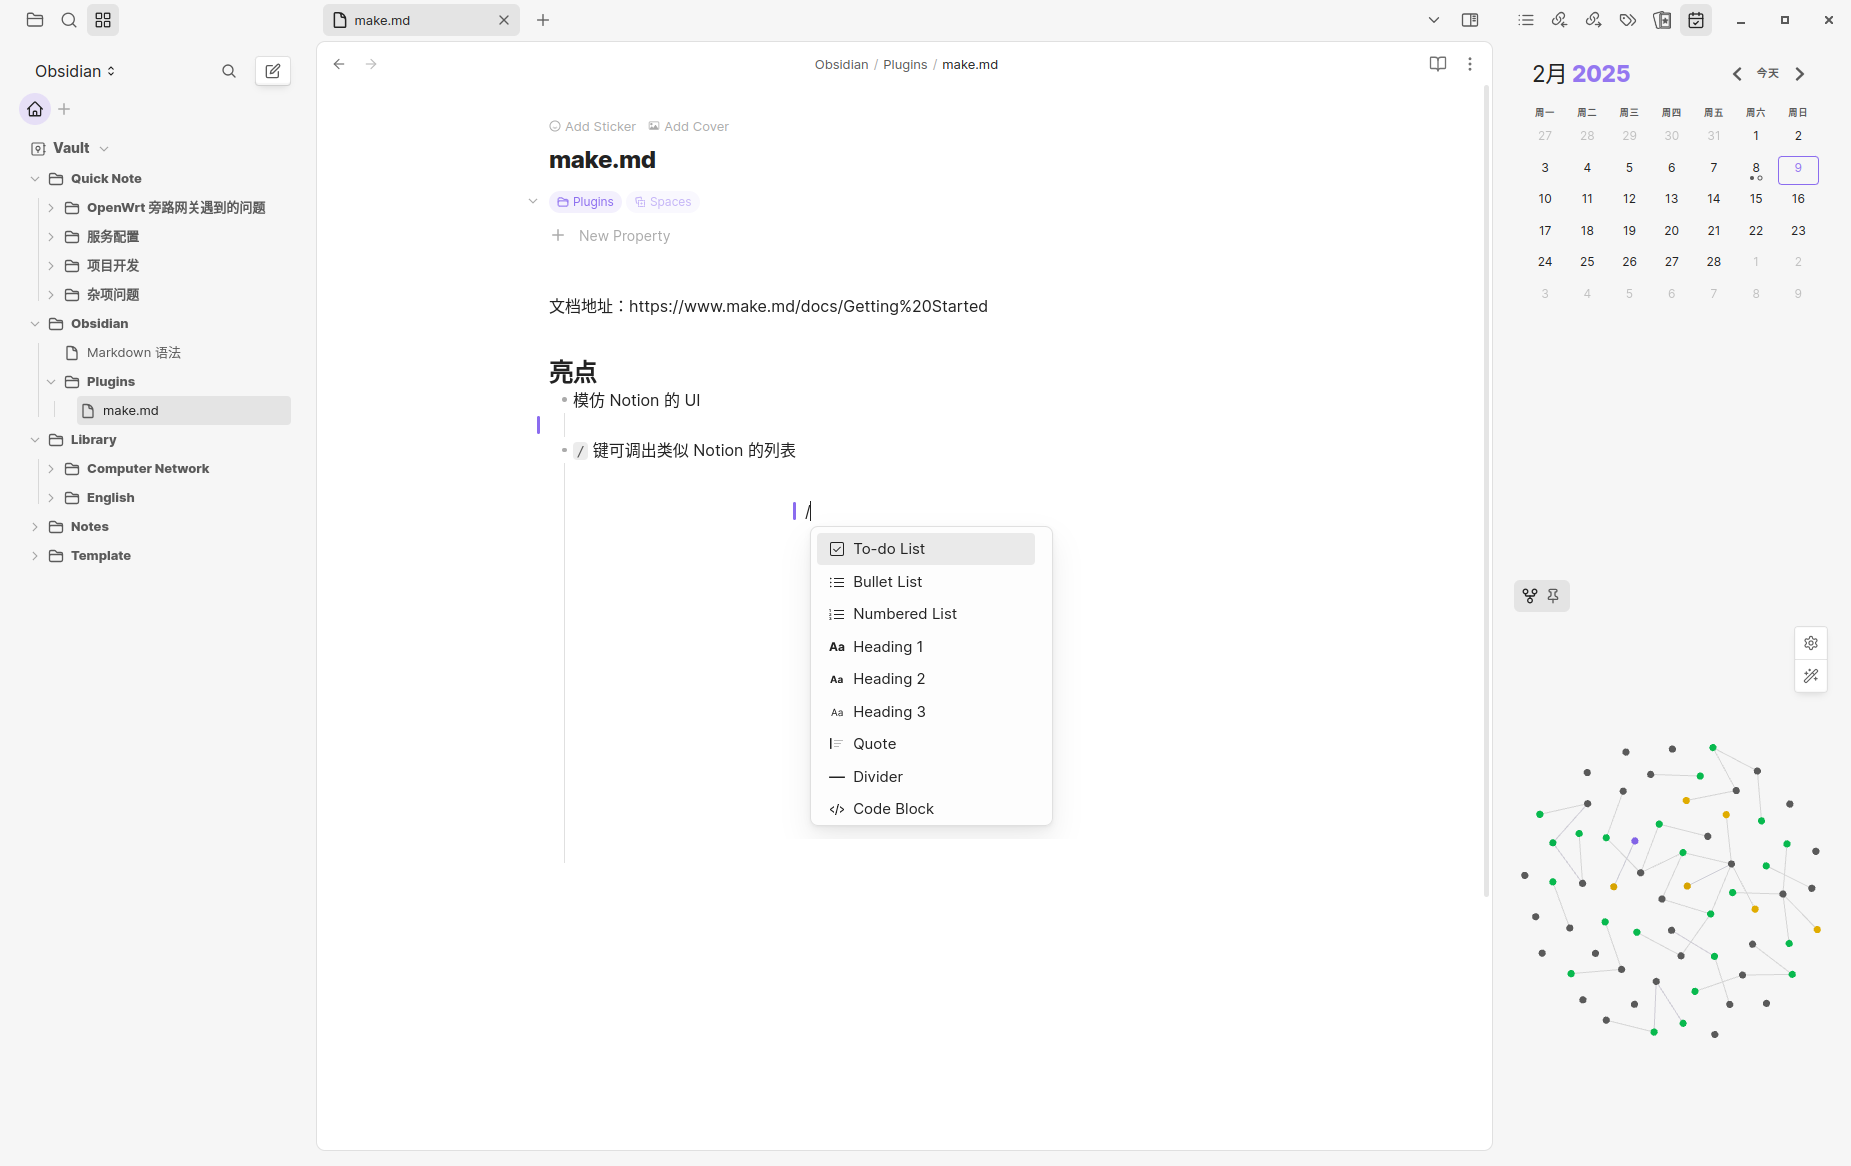 make.md
Obsidian
Vault
Quick Note
OpenWrt 旁路网关遇到的问题
服务配置
项目开发
杂项问题
Obsidian
Markdown 语法
Plugins
make.md
Library
Computer Network
English
Notes
Template
Obsidian / Plugins / make.md
Add Sticker Add Cover
make.md
Plugins Spaces
New Property
文档地址：https://www.make.md/docs/Getting%20Started
亮点
模仿 Notion 的 UI
/ 键可调出类似 Notion 的列表
/
To-do List
Bullet List
Numbered List
Aa Heading 1
Aa Heading 2
Aa Heading 3
Quote
Divider
</> Code Block
2月 2025 今天
周一 周二 周三 周四 周五 周六 周日
27 28 29 30 31 1 2
3 4 5 6 7 8 9
10 11 12 13 14 15 16
17 18 19 20 21 22 23
24 25 26 27 28 1 2
3 4 5 6 7 8 9